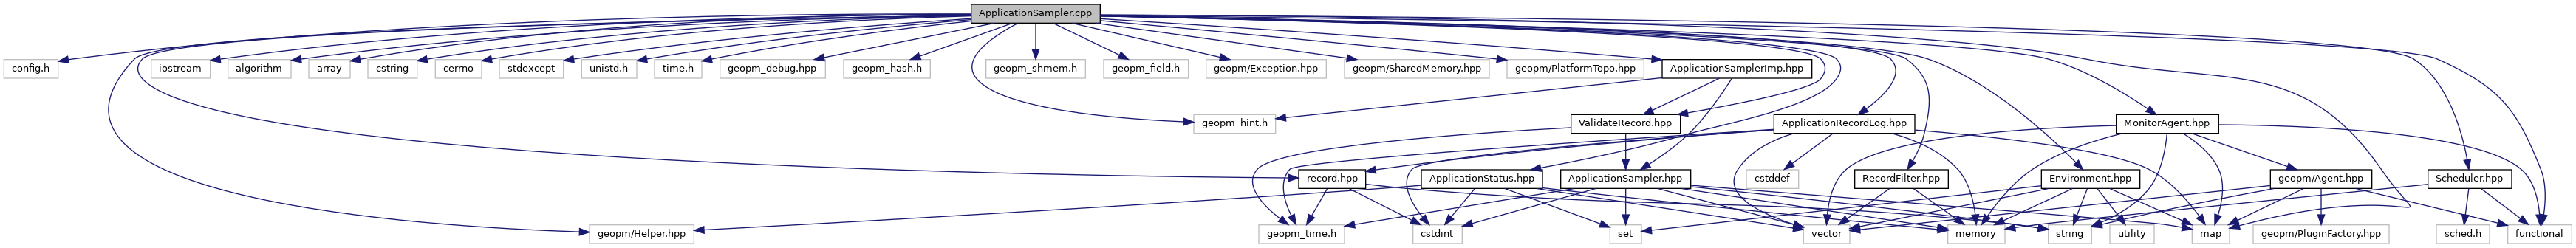 ApplicationSampler.cpp
config.h
iostream
algorithm
array
cstring
cerrno
stdexcept
unistd.h
time.h
geopm_debug.hpp
geopm_hash.h
geopm_shmem.h
geopm_field.h
geopm/Exception.hpp
geopm/SharedMemory.hpp
geopm/PlatformTopo.hpp
ApplicationSamplerImp.hpp
geopm_hint.h
ValidateRecord.hpp
ApplicationRecordLog.hpp
MonitorAgent.hpp
record.hpp
ApplicationStatus.hpp
ApplicationSampler.hpp
cstddef
RecordFilter.hpp
Environment.hpp
geopm/Agent.hpp
Scheduler.hpp
geopm/Helper.hpp
geopm_time.h
cstdint
set
vector
memory
string
utility
map
geopm/PluginFactory.hpp
sched.h
functional